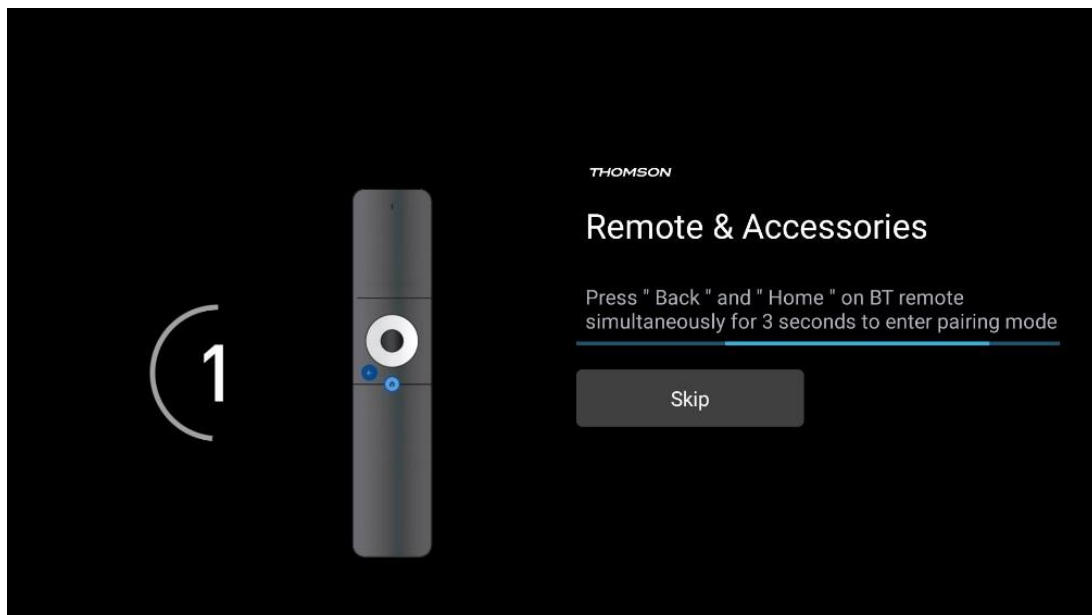 THOMSON
Remote & Accessories
Press " Back " and " Home " on BT remote
simultaneously for 3 seconds to enter pairing mode
1
Skip